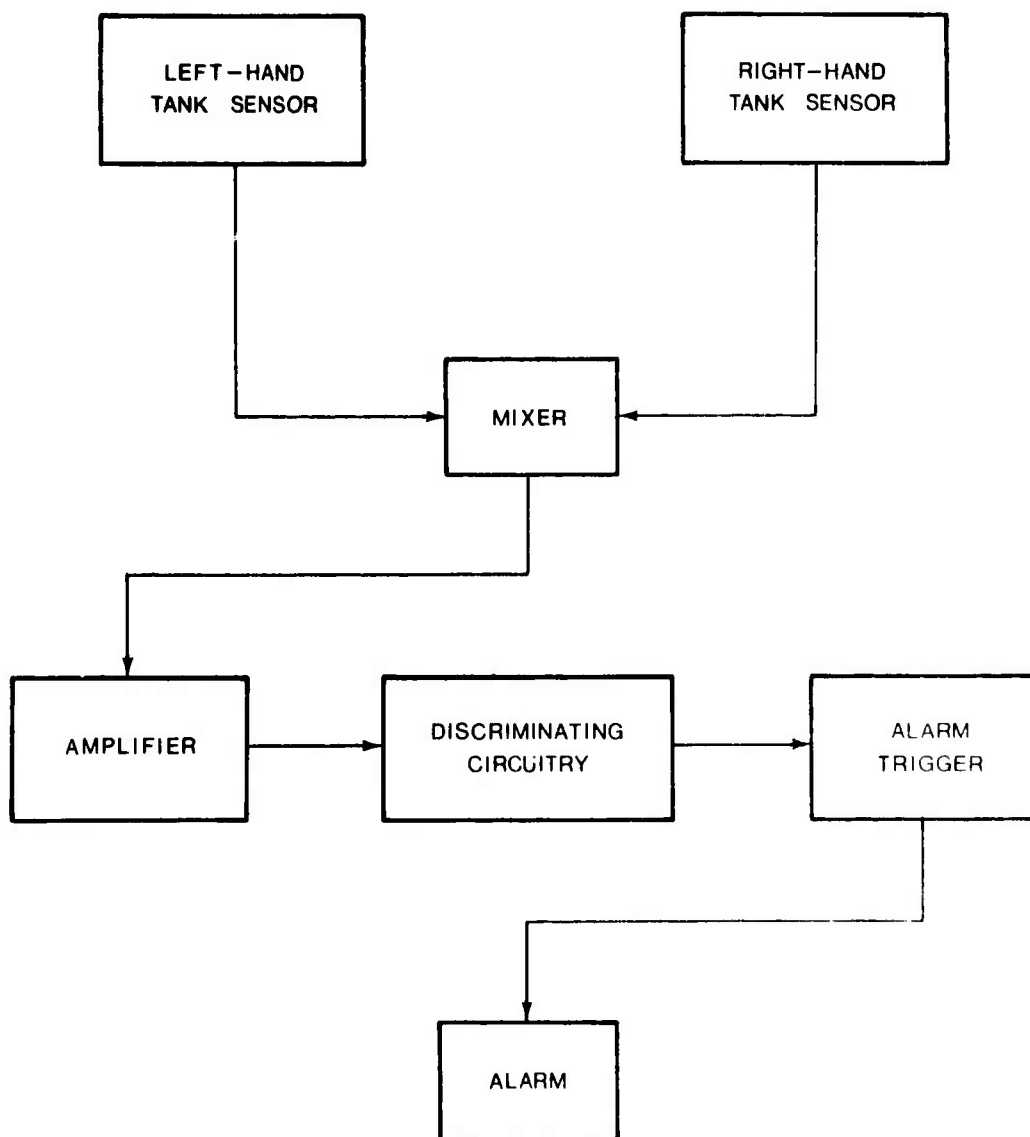 LEFT-HAND
TANK SENSOR
RIGHT-HAND
TANK SENSOR
MIXER
AMPLIFIER
DISCRIMINATING
CIRCUITRY
ALARM
TRIGGER
ALARM